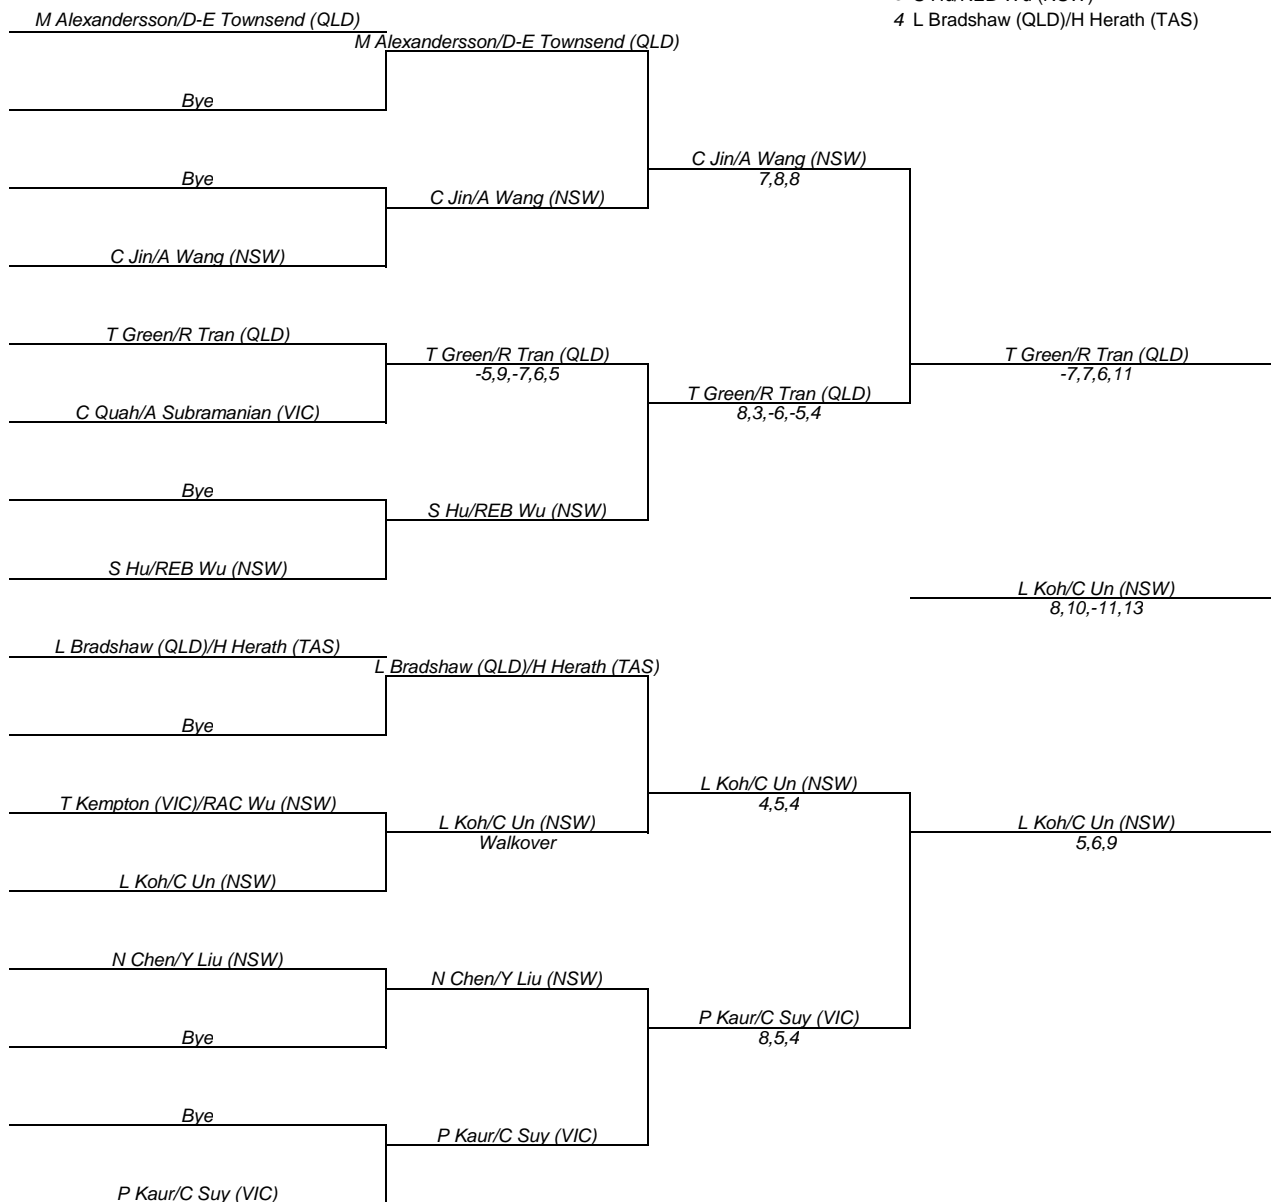 4 L Bradshaw (QLD)/H Herath (TAS)
M Alexandersson/D-E Townsend (QLD)
M Alexandersson/D-E Townsend (QLD)
Bye
C Jin/A Wang (NSW)
7,8,8
Bye
C Jin/A Wang (NSW)
C Jin/A Wang (NSW)
T Green/R Tran (QLD)
T Green/R Tran (QLD)
-5,9,-7,6,5
T Green/R Tran (QLD)
-7,7,6,11
T Green/R Tran (QLD)
8,3,-6,-5,4
C Quah/A Subramanian (VIC)
Bye
S Hu/REB Wu (NSW)
S Hu/REB Wu (NSW)
L Koh/C Un (NSW)
8,10,-11,13
L Bradshaw (QLD)/H Herath (TAS)
L Bradshaw (QLD)/H Herath (TAS)
Bye
L Koh/C Un (NSW)
4,5,4
T Kempton (VIC)/RAC Wu (NSW)
L Koh/C Un (NSW)
Walkover
L Koh/C Un (NSW)
5,6,9
L Koh/C Un (NSW)
N Chen/Y Liu (NSW)
N Chen/Y Liu (NSW)
P Kaur/C Suy (VIC)
8,5,4
Bye
Bye
P Kaur/C Suy (VIC)
P Kaur/C Suy (VIC)